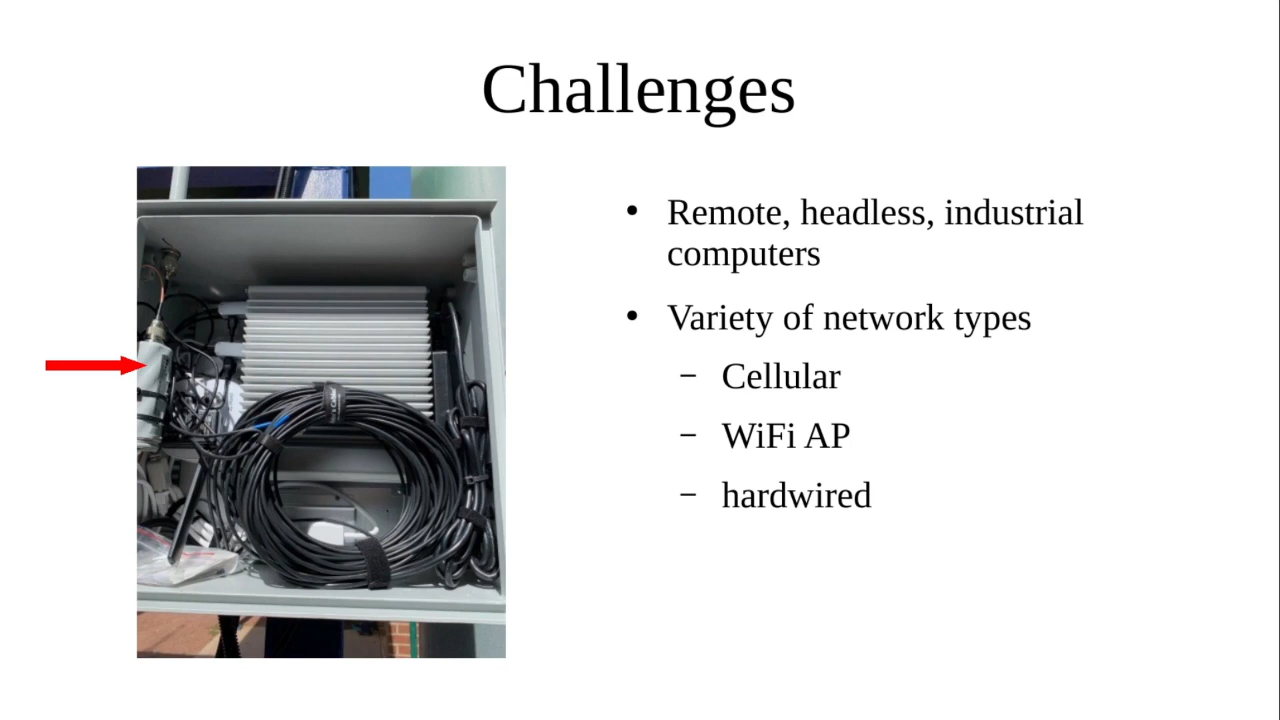 Challenges
• Remote, headless, industrial
computers
• Variety of network types
– Cellular
– WiFi AP
– hardwired